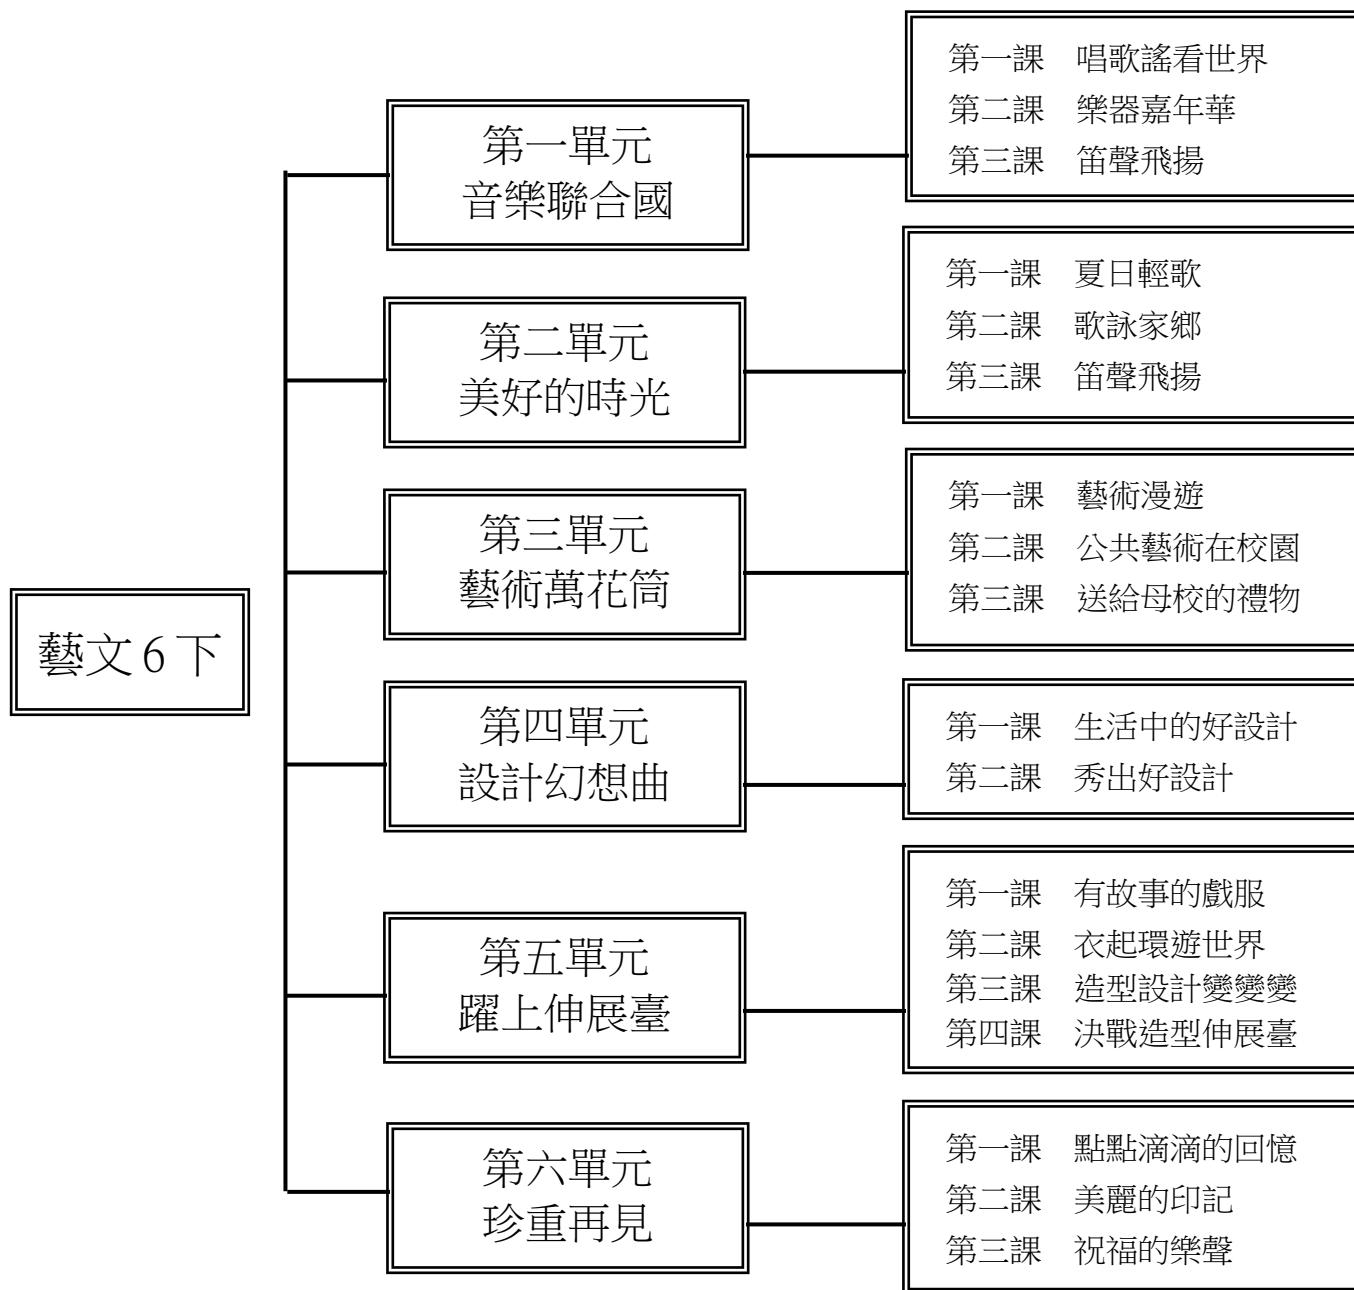 藝文6下
第一單元
音樂聯合國
第一課 唱歌謠看世界
第二課 樂器嘉年華
第三課 笛聲飛揚
第二單元
美好的時光
第一課 夏日輕歌
第二課 歌詠家鄉
第三課 笛聲飛揚
第三單元
藝術萬花筒
第一課 藝術漫遊
第二課 公共藝術在校園
第三課 送給母校的禮物
第四單元
設計幻想曲
第一課 生活中的好設計
第二課 秀出好設計
第五單元
躍上伸展臺
第一課 有故事的戲服
第二課 衣起環遊世界
第三課 造型設計變變變
第四課 決戰造型伸展臺
第六單元
珍重再見
第一課 點點滴滴的回憶
第二課 美麗的印記
第三課 祝福的樂聲